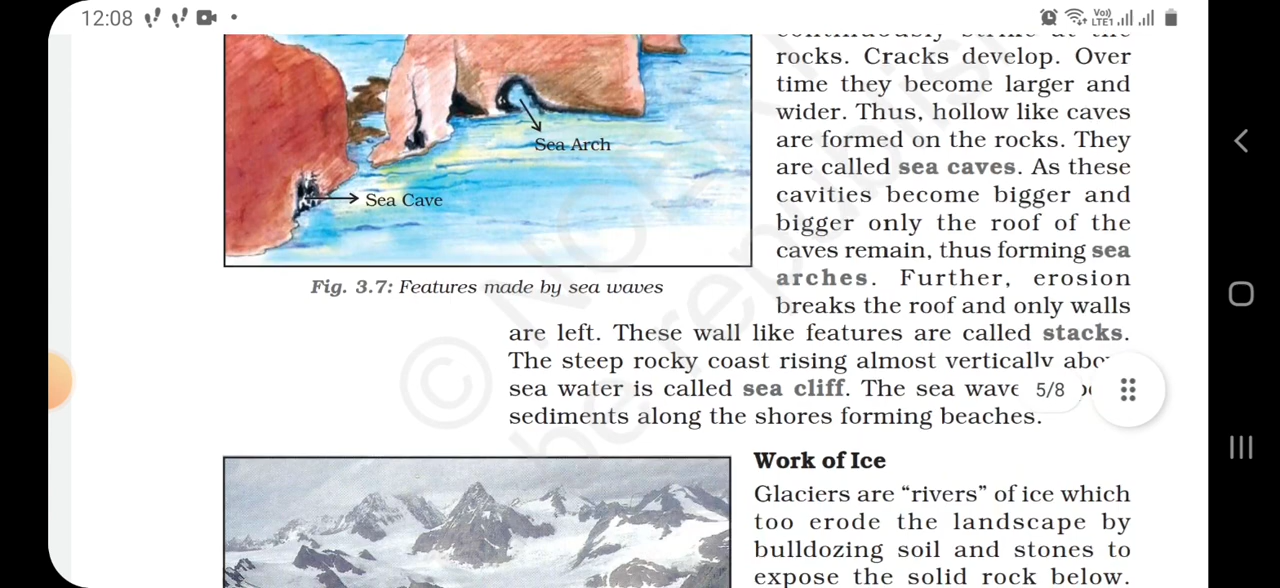 12:08
Vo))
LTE1
rocks. Cracks develop. Over
time they become larger and
wider. Thus, hollow like caves
are formed on the rocks. They
are called sea caves. As these
cavities become bigger and
bigger only the roof of the
caves remain, thus forming sea
arches. Further, erosion
breaks the roof and only walls
are left. These wall like features are called stacks.
The steep rocky coast rising almost vertically
sea water is called sea cliff. The sea
sediments along the shores forming beaches.
Sea Arch
Sea Cave
Fig. 3.7: Features made by sea waves
5/8
Work of Ice
Glaciers are “rivers” of ice which
too erode the landscape by
bulldozing soil and stones to
expose the solid rock below.